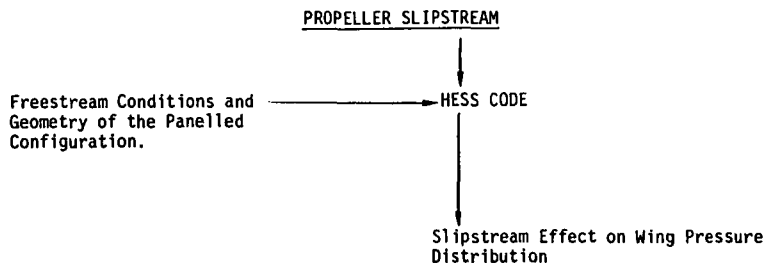 PROPELLER SLIPSTREAM
Freestream Conditions and
Geometry of the Panelled
Configuration.
HESS CODE
Slipstream Effect on Wing Pressure
Distribution